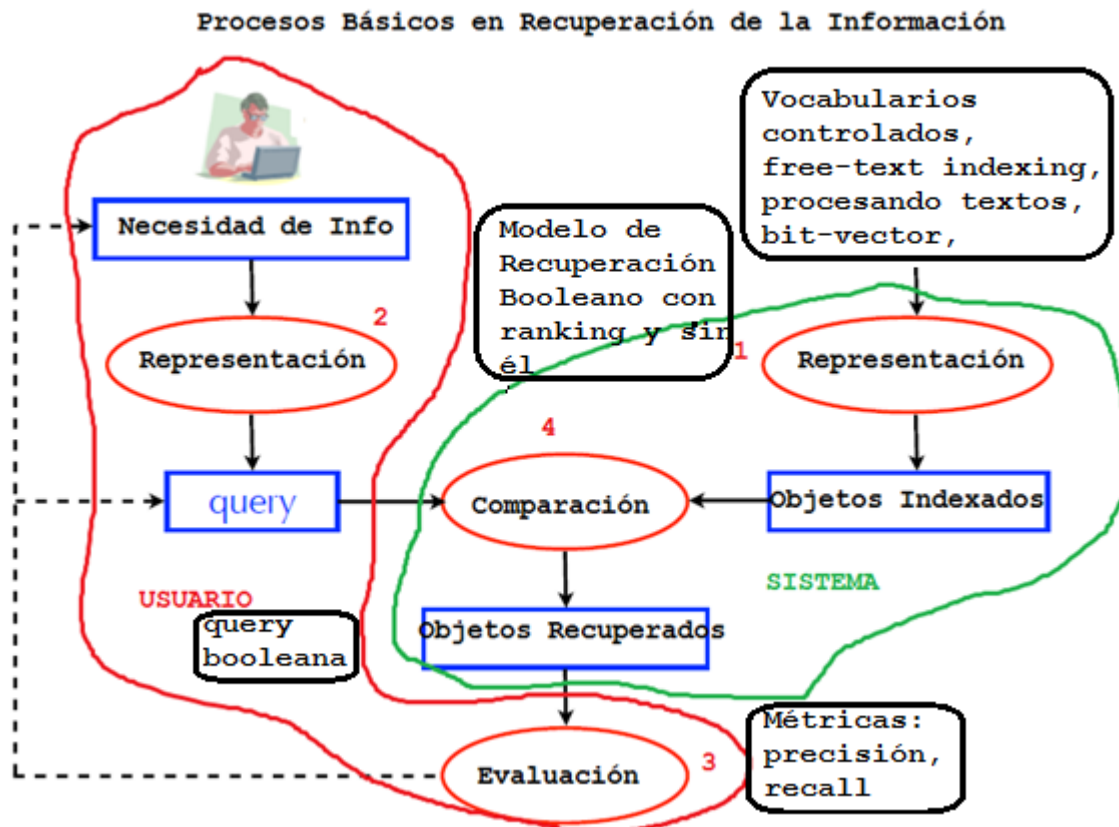 Procesos Básicos en Recuperación de la Información
Vocabularios
controlados,
free-text indexing,
procesando textos,
bit-vector,
Necesidad de Info
Modelo de
Recuperación
Booleano con
ranking y sin
él
2
Representación
1
Representación
4
query
Comparación
Objetos Indexados
USUARIO
SISTEMA
query
booleana
Objetos Recuperados
Métricas:
precisión,
recall
Evaluación
3